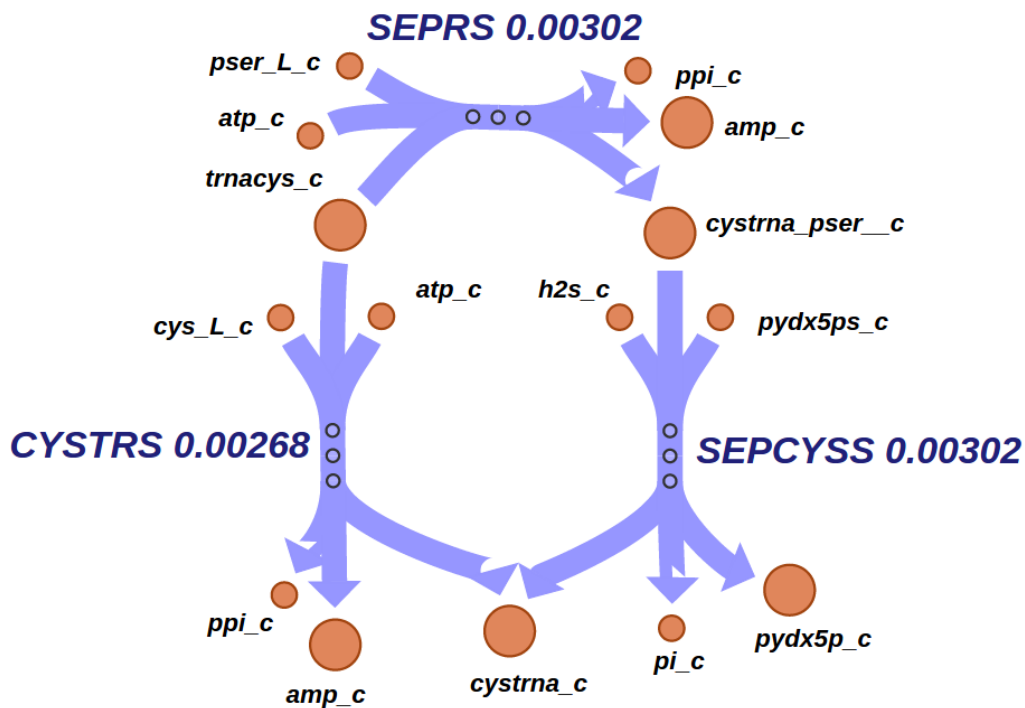 SEPRS 0.00302
pser_L_c
ppi_c
atp_c
amp_c
trnacys_c
cystrna_pser__c
atp_c
h2s_c
cys_L_c
pydx5ps_c
CYSTRS 0.00268
SEPCYSS 0.00302
ppi_c
pydx5p_c
pi_c
cystrna_c
amp_c